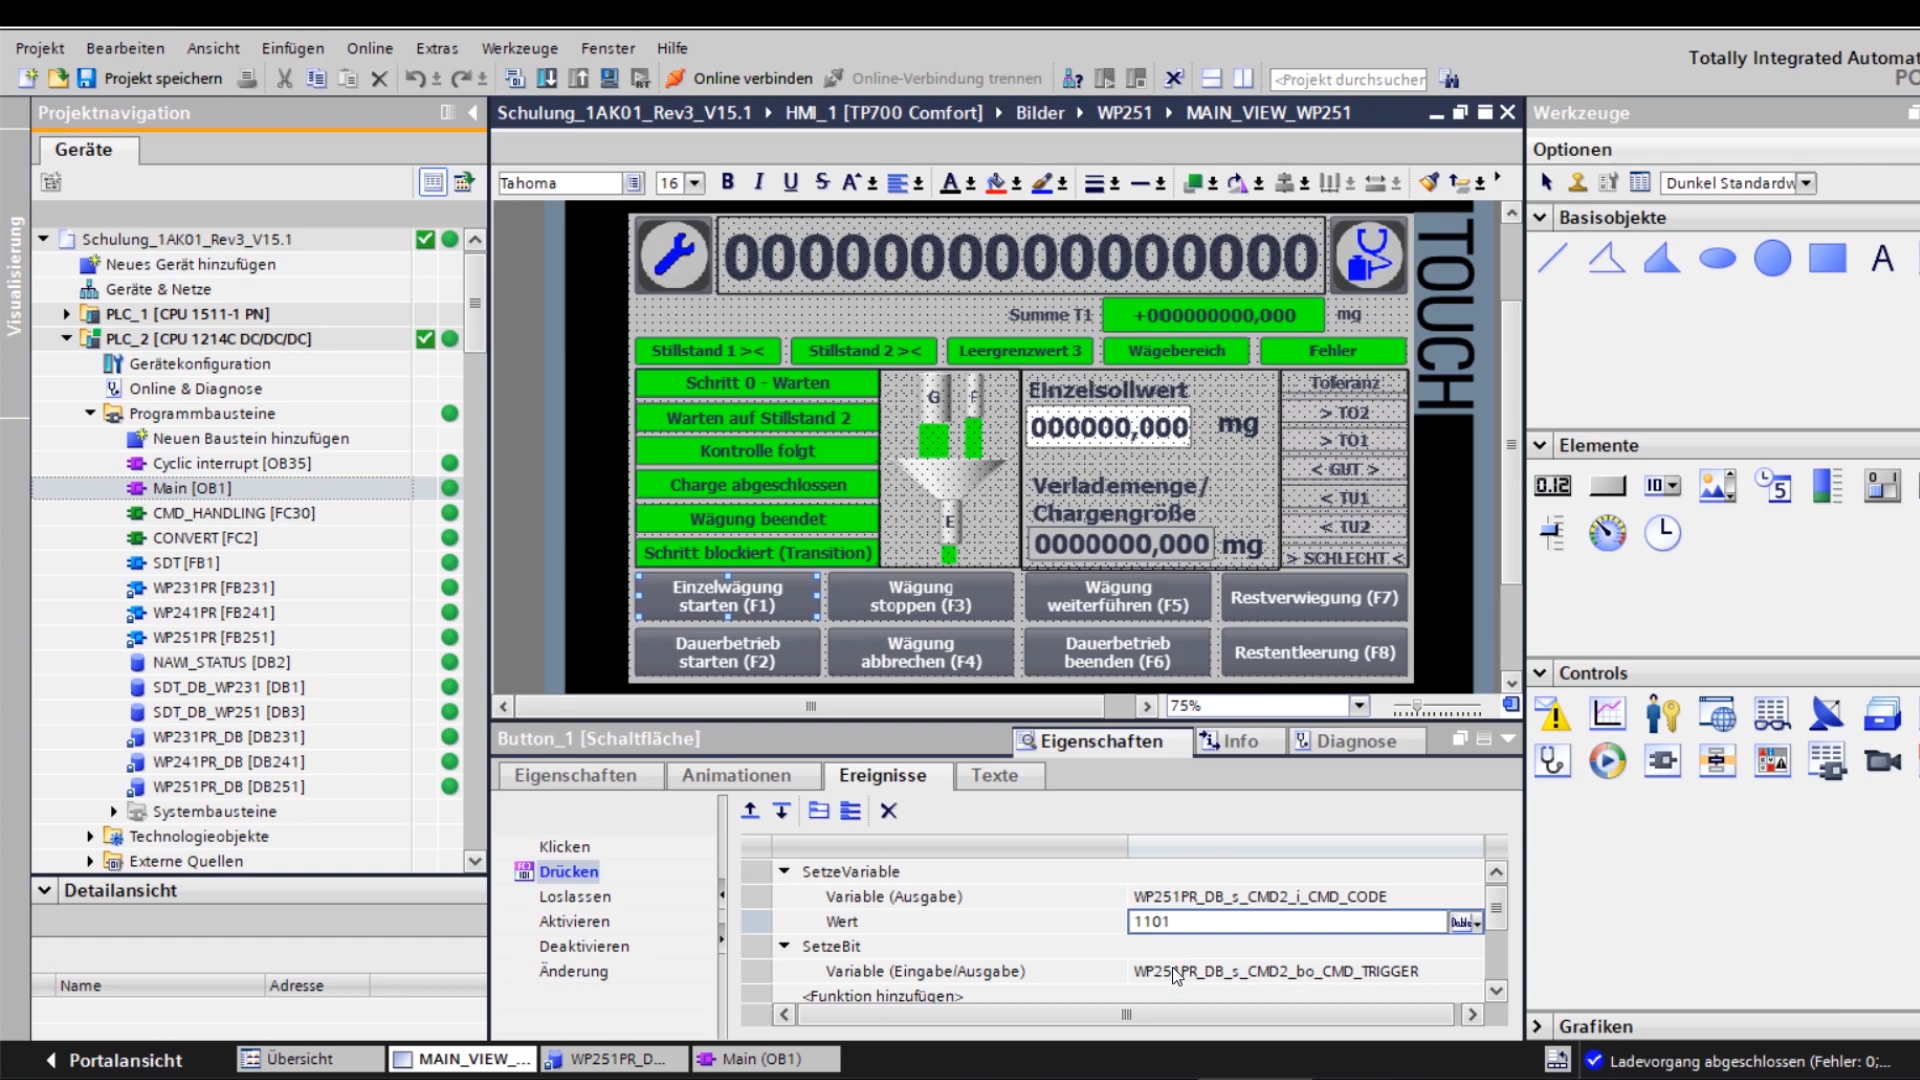 Projekt Bearbeiten Ansicht Einfügen Online Extras Werkzeuge Fenster Hilfe
Totally Integrated Automat
Projekt speichern
Online verbinden
Online-Verbindung trennen
<Projekt durchsuchen
Projektnavigation
Schulung_1AK01_Rev3_V15.1 HMI_1 [TP700 Comfort] Bilder WP251 MAIN_VIEW_WP251
Werkzeuge
Geräte
Optionen
Tahoma 16 B I U S A
Dunkel Standardw
Visualisierung
Basisobjekte
Schulung_1AK01_Rev3_V15.1
Neues Gerät hinzufügen
Geräte & Netze
PLC_1 [CPU 1511-1 PN]
PLC_2 [CPU 1214C DC/DC/DC]
Gerätekonfiguration
Online & Diagnose
Programmbausteine
Neuen Baustein hinzufügen
Cyclic interrupt [OB35]
Main [OB1]
CMD_HANDLING [FC30]
CONVERT [FC2]
SDT [FB1]
WP231PR [FB231]
WP241PR [FB241]
WP251PR [FB251]
NAWI_STATUS [DB2]
SDT_DB_WP231 [DB1]
SDT_DB_WP251 [DB3]
WP231PR_DB [DB231]
WP241PR_DB [DB241]
WP251PR_DB [DB251]
Systembausteine
Technologieobjekte
Externe Quellen
Detailansicht
Name Adresse
0000000000000000
TOUCH
Summe T1 +000000000,000 mg
Stillstand 1 >< Stillstand 2 >< Leergrenzwert 3 Wägebereich Fehler
Schritt 0 - Warten
Warten auf Stillstand 2
Kontrolle folgt
Charge abgeschlossen
Wägung beendet
Schritt blockiert (Transition)
G F
E
Einzelsollwert
000000,000 mg
Verlademenge/
Chargengröße
0000000,000 mg
Toleranz
> TO2
> TO1
< GUT >
< TU1
< TU2
> SCHLECHT <
Einzelwägung
starten (F1)
Wägung
stoppen (F3)
Wägung
weiterführen (F5)
Restverwiegung (F7)
Dauerbetrieb
starten (F2)
Wägung
abbrechen (F4)
Dauerbetrieb
beenden (F6)
Restentleerung (F8)
75%
Button_1 [Schaltfläche]
Eigenschaften Info Diagnose
Eigenschaften Animationen Ereignisse Texte
Klicken
Drücken
Loslassen
Aktivieren
Deaktivieren
Änderung
SetzeVariable
Variable (Ausgabe) WP251PR_DB_s_CMD2_i_CMD_CODE
Wert 1101
SetzeBit
Variable (Eingabe/Ausgabe) WP251PR_DB_s_CMD2_bo_CMD_TRIGGER
<Funktion hinzufügen>
A
Elemente
0.12 10 5
Controls
Grafiken
Portalansicht
Übersicht
MAIN_VIEW_...
WP251PR_D...
Main (OB1)
Ladevorgang abgeschlossen (Fehler: 0;...